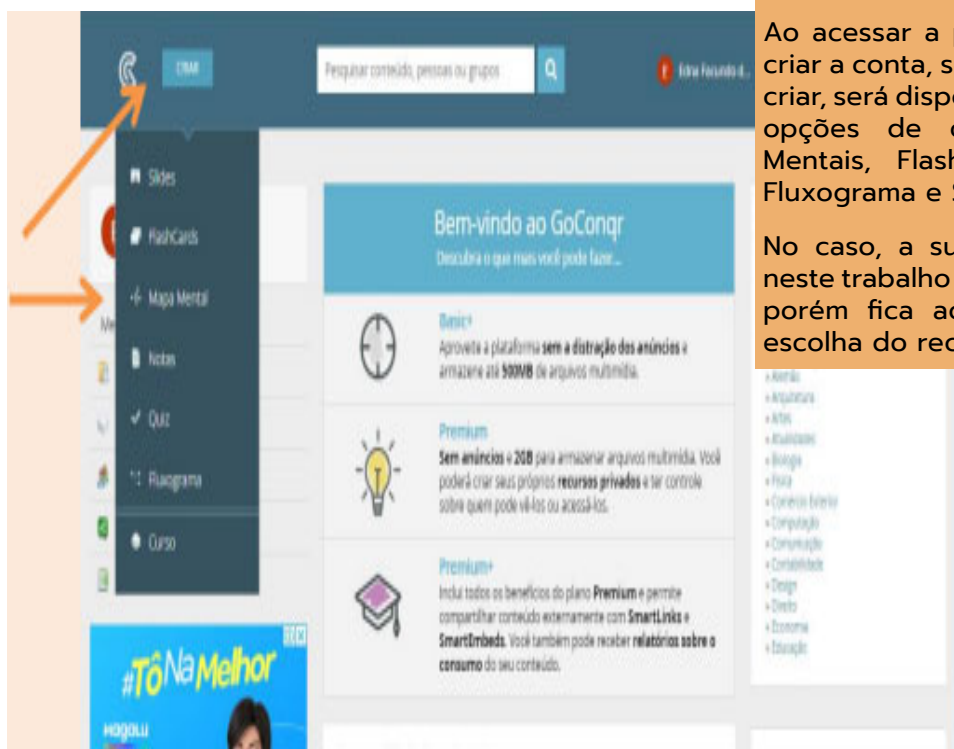 CRIAR
Pesquisar conteúdo, pessoas ou grupos
Edna Facundo d...
Slides
FlashCards
Mapa Mental
Notas
Quiz
Fluxograma
Curso
Me
Bem-vindo ao GoConqr
Descubra o que mais você pode fazer...
Basic+
Aproveite a plataforma sem a distração dos anúncios e
armazene até 500MB de arquivos multimídia.
Premium
Sem anúncios e 2GB para armazenar arquivos multimídia. Você
poderá criar seus próprios recursos privados e ter controle
sobre quem pode vê-los ou acessá-los.
Premium+
Inclui todos os benefícios do plano Premium e permite
compartilhar conteúdo externamente com SmartLinks e
SmartEmbeds. Você também pode receber relatórios sobre o
consumo do seu conteúdo.
#TôNaMelhor
MagaLu
Ao acessar a p
criar a conta, s
criar, será dispo
opções de
Mentais, Flash
Fluxograma e S
No caso, a su
neste trabalho
porém fica ao
escolha do rec
» Alemão
» Arquitetura
» Artes
» Atualidades
» Biologia
» Física
» Comércio Exterior
» Computação
» Comunicação
» Contabilidade
» Design
» Direito
» Economia
» Educação